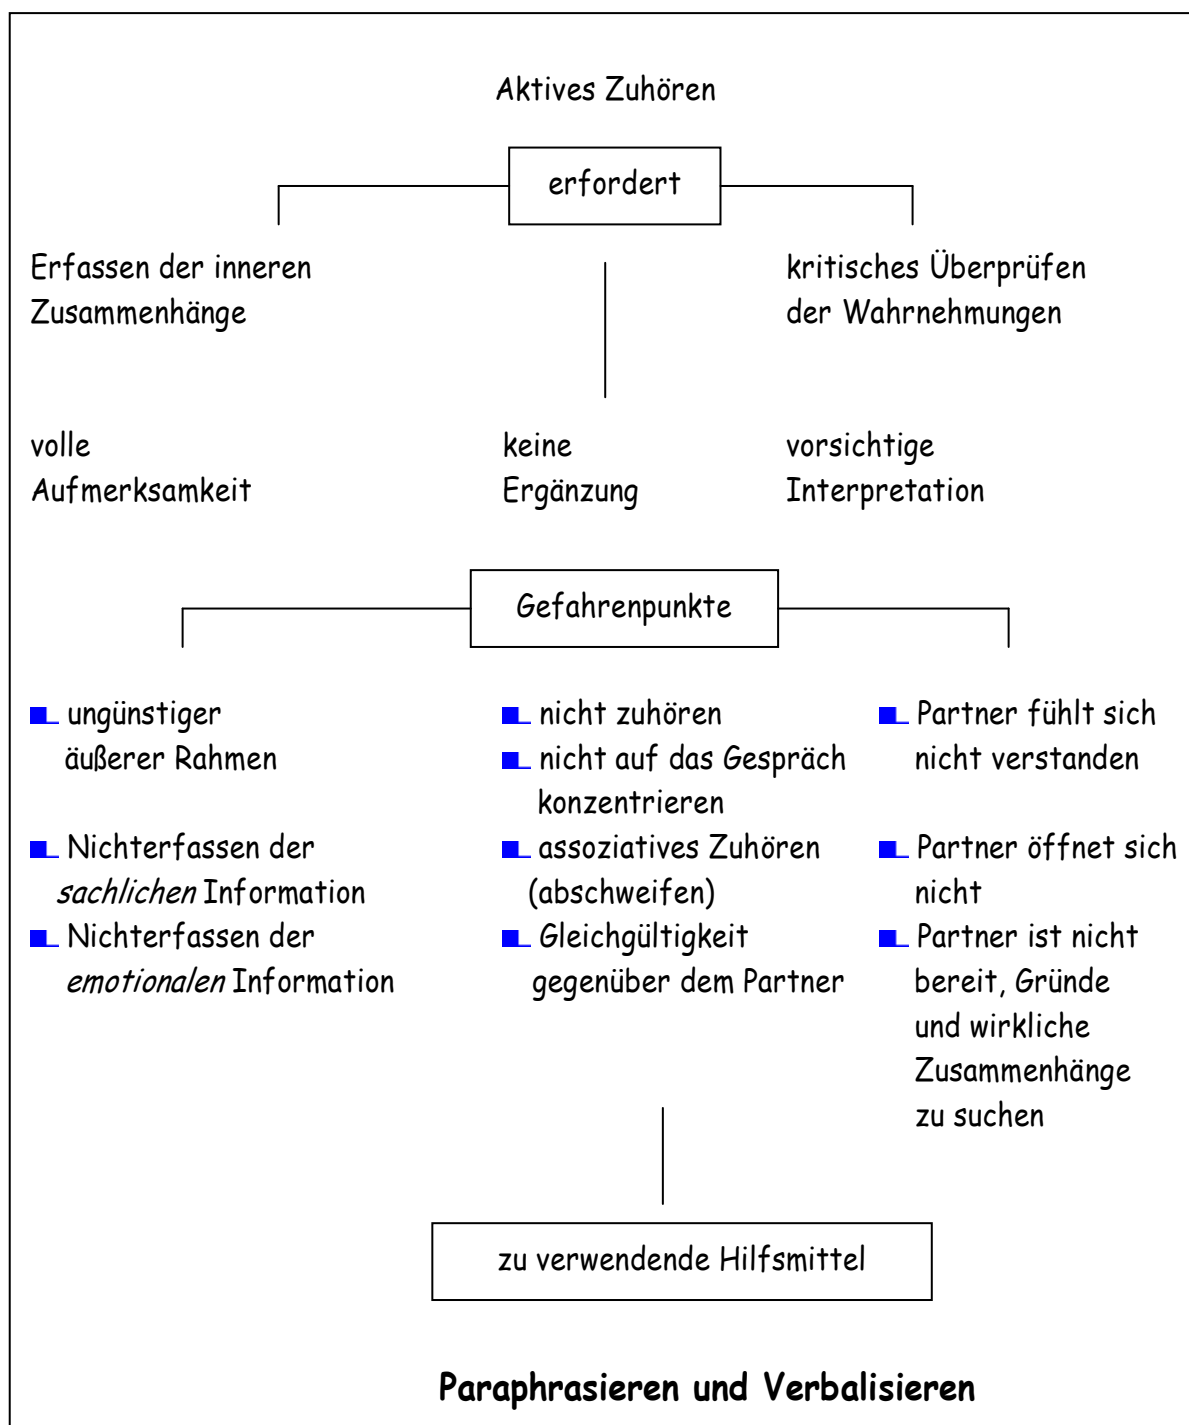 Aktives Zuhören
erfordert
Erfassen der inneren
Zusammenhänge
kritisches Überprüfen
der Wahrnehmungen
volle
Aufmerksamkeit
keine
Ergänzung
vorsichtige
Interpretation
Gefahrenpunkte
ungünstiger
äußerer Rahmen
Nichterfassen der
sachlichen Information
Nichterfassen der
emotionalen Information
nicht zuhören
nicht auf das Gespräch
konzentrieren
assoziatives Zuhören
(abschweifen)
Gleichgültigkeit
gegenüber dem Partner
Partner fühlt sich
nicht verstanden
Partner öffnet sich
nicht
Partner ist nicht
bereit, Gründe
und wirkliche
Zusammenhänge
zu suchen
zu verwendende Hilfsmittel
Paraphrasieren und Verbalisieren